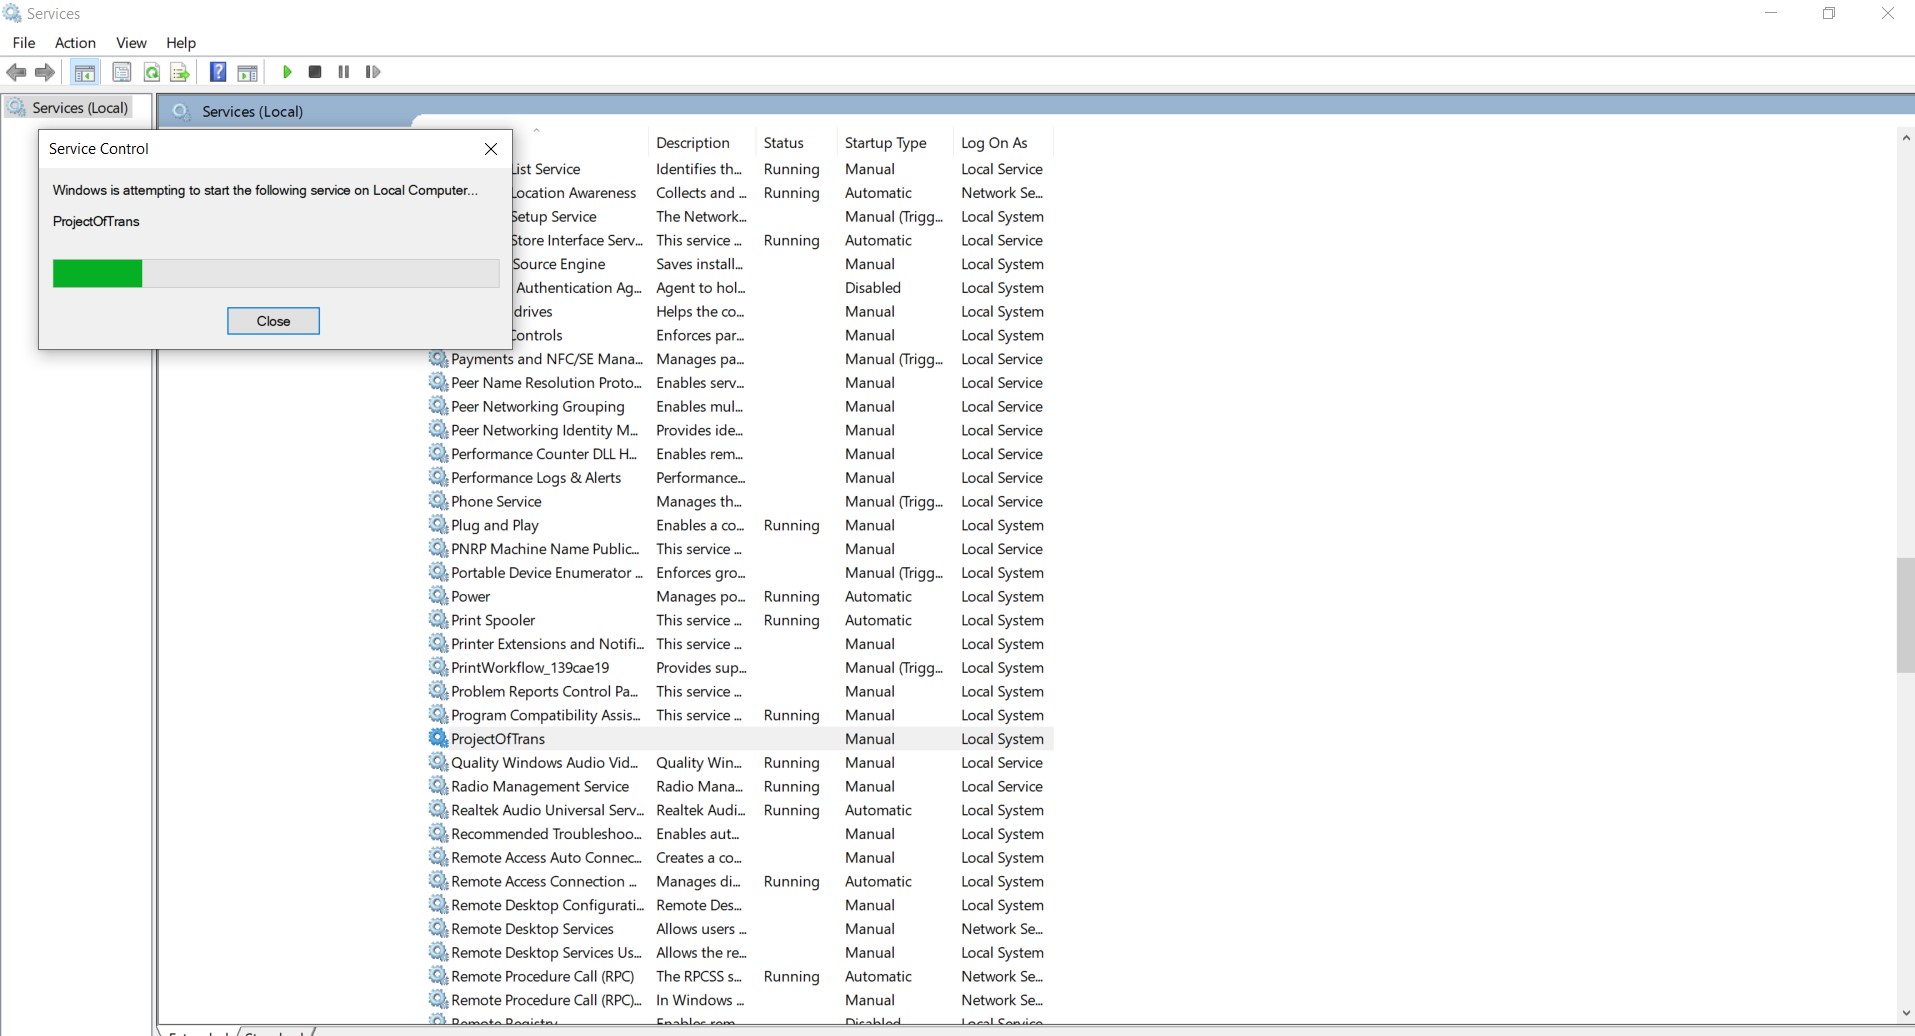 Services
File Action View Help
Services (Local)
Services (Local)
Service Control
Windows is attempting to start the following service on Local Computer...
ProjectOfTrans
Close
Description Status Startup Type Log On As
List Service Identifies th... Running Manual Local Service
Location Awareness Collects and ... Running Automatic Network Se...
Setup Service The Network... Manual (Trigg... Local System
Store Interface Serv... This service ... Running Automatic Local Service
Source Engine Saves install... Manual Local System
Authentication Ag... Agent to hol... Disabled Local System
drives Helps the co... Manual Local System
Controls Enforces par... Manual Local System
Payments and NFC/SE Mana... Manages pa... Manual (Trigg... Local Service
Peer Name Resolution Proto... Enables serv... Manual Local Service
Peer Networking Grouping Enables mul... Manual Local Service
Peer Networking Identity M... Provides ide... Manual Local Service
Performance Counter DLL H... Enables rem... Manual Local Service
Performance Logs & Alerts Performance... Manual Local Service
Phone Service Manages th... Manual (Trigg... Local Service
Plug and Play Enables a co... Running Manual Local System
PNRP Machine Name Public... This service ... Manual Local Service
Portable Device Enumerator ... Enforces gro... Manual (Trigg... Local System
Power Manages po... Running Automatic Local System
Print Spooler This service ... Running Automatic Local System
Printer Extensions and Notifi... This service ... Manual Local System
PrintWorkflow_139cae19 Provides sup... Manual (Trigg... Local System
Problem Reports Control Pa... This service ... Manual Local System
Program Compatibility Assis... This service ... Running Manual Local System
ProjectOfTrans Manual Local System
Quality Windows Audio Vid... Quality Win... Running Manual Local Service
Radio Management Service Radio Mana... Running Manual Local Service
Realtek Audio Universal Serv... Realtek Audi... Running Automatic Local System
Recommended Troubleshoo... Enables aut... Manual Local System
Remote Access Auto Connec... Creates a co... Manual Local System
Remote Access Connection ... Manages di... Running Automatic Local System
Remote Desktop Configurati... Remote Des... Manual Local System
Remote Desktop Services Allows users ... Manual Network Se...
Remote Desktop Services Us... Allows the re... Manual Local System
Remote Procedure Call (RPC) The RPCSS s... Running Automatic Network Se...
Remote Procedure Call (RPC)... In Windows ... Manual Network Se...
Remote Registry Enables rem... Disabled Local Service